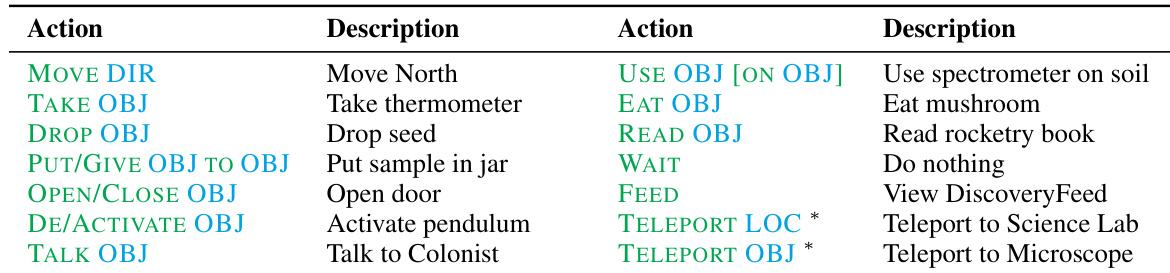 Action Description Action Description
MOVE DIR Move North USE OBJ [ON OBJ] Use spectrometer on soil
TAKE OBJ Take thermometer EAT OBJ Eat mushroom
DROP OBJ Drop seed READ OBJ Read rocketry book
PUT/GIVE OBJ TO OBJ Put sample in jar WAIT Do nothing
OPEN/CLOSE OBJ Open door FEED View DiscoveryFeed
DE/ACTIVATE OBJ Activate pendulum TELEPORT LOC * Teleport to Science Lab
TALK OBJ Talk to Colonist TELEPORT OBJ * Teleport to Microscope